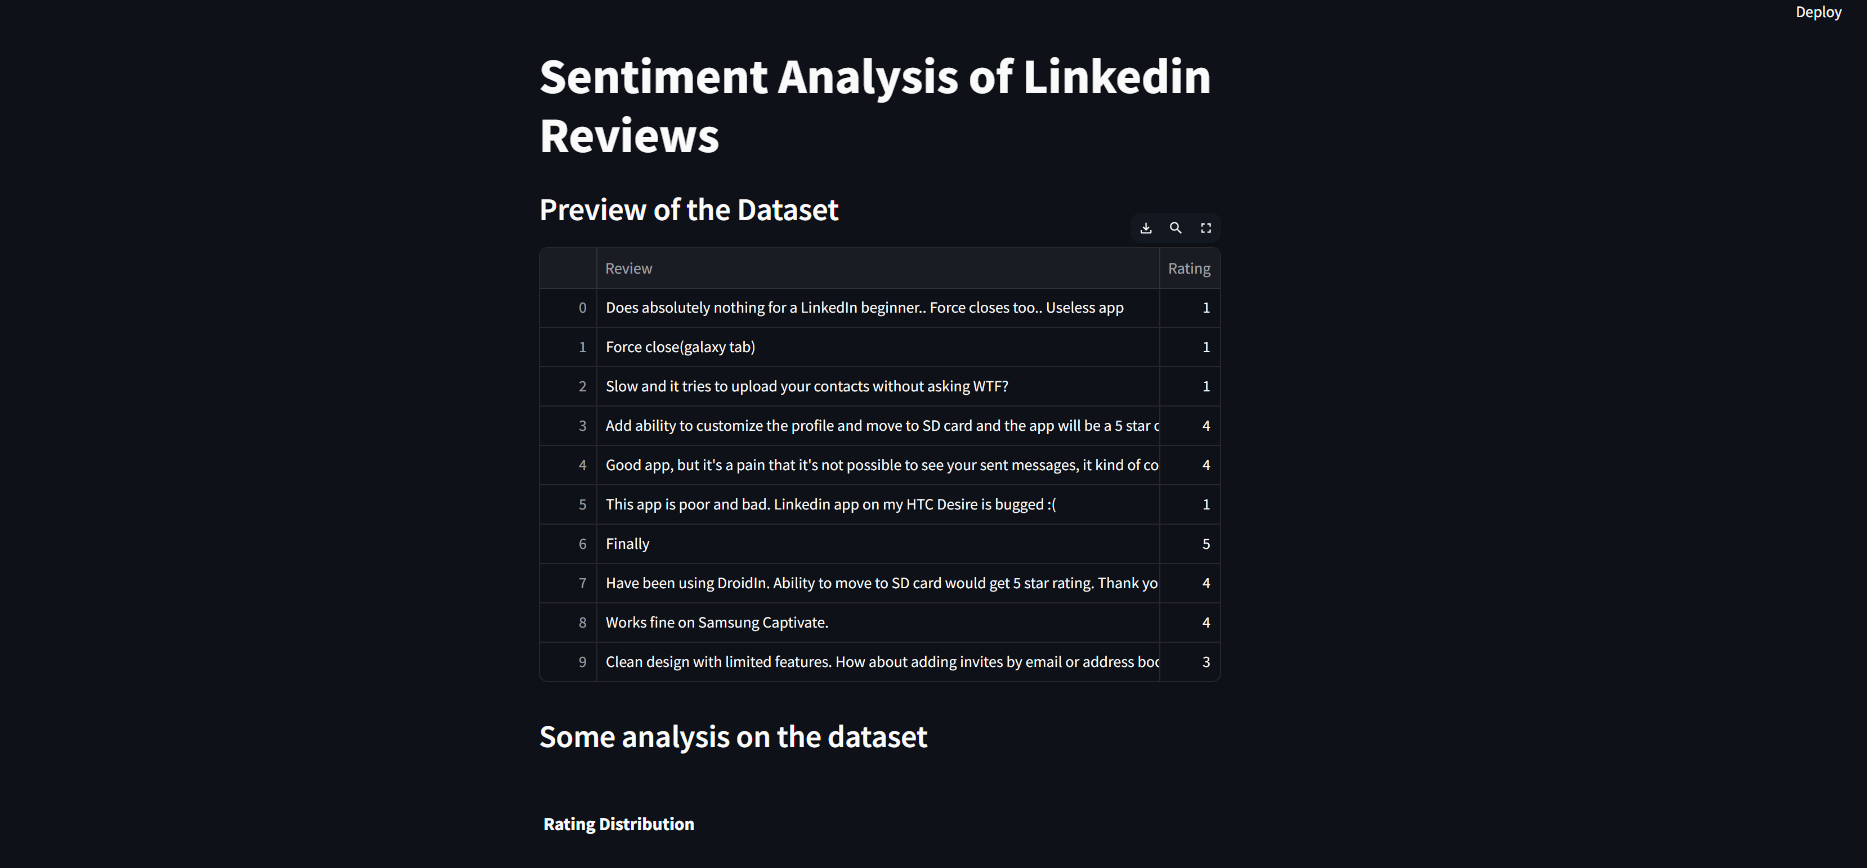 Deploy
Sentiment Analysis of Linkedin
Reviews
Preview of the Dataset
Review Rating
0 Does absolutely nothing for a LinkedIn beginner.. Force closes too.. Useless app 1
1 Force close(galaxy tab) 1
2 Slow and it tries to upload your contacts without asking WTF? 1
3 Add ability to customize the profile and move to SD card and the app will be a 5 star 4
4 Good app, but it's a pain that it's not possible to see your sent messages, it kind of co 4
5 This app is poor and bad. Linkedin app on my HTC Desire is bugged :( 1
6 Finally 5
7 Have been using DroidIn. Ability to move to SD card would get 5 star rating. Thank yo 4
8 Works fine on Samsung Captivate. 4
9 Clean design with limited features. How about adding invites by email or address boo 3
Some analysis on the dataset
Rating Distribution